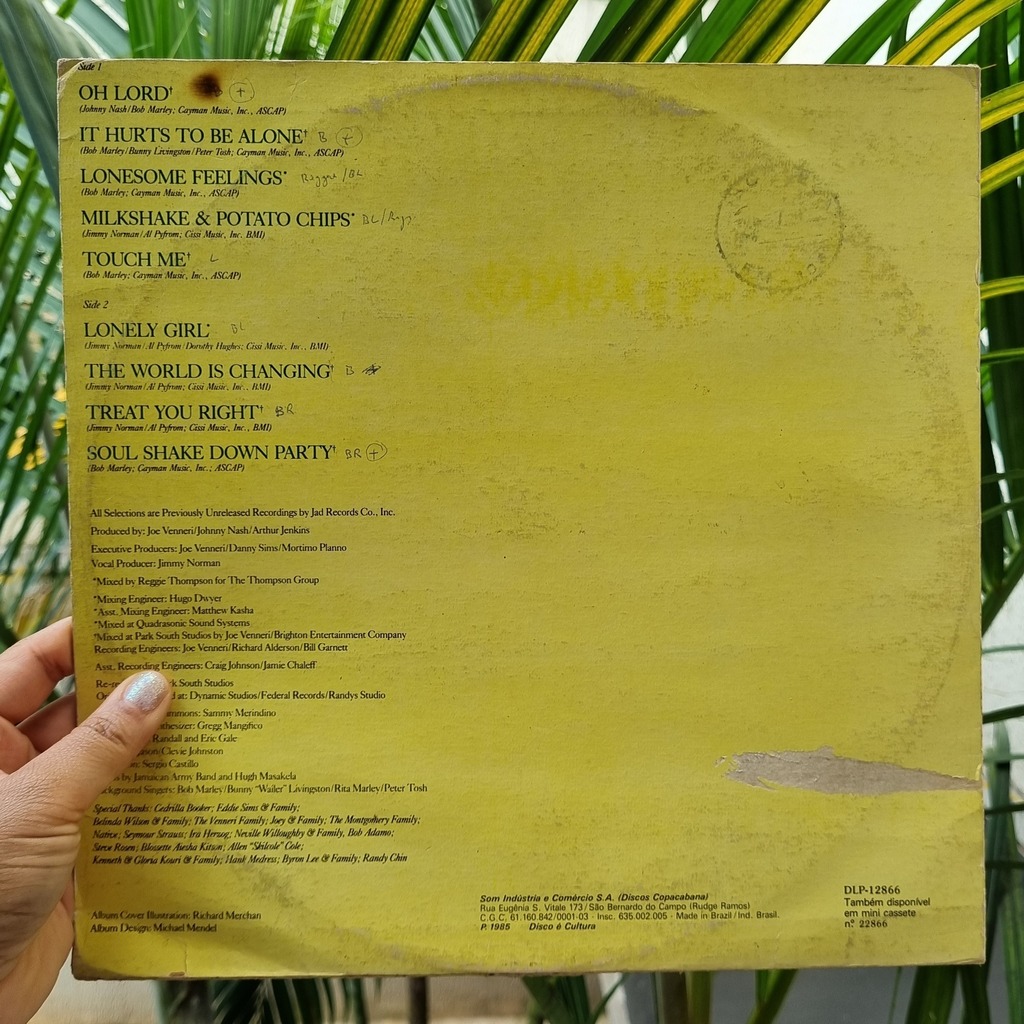 Side 1
OH LORD†
(Johnny Nash/Bob Marley; Cayman Music, Inc., ASCAP)
IT HURTS TO BE ALONE† B +
(Bob Marley/Bunny Livingston/Peter Tosh; Cayman Music, Inc., ASCAP)
LONESOME FEELINGS* Reggae/BL
(Bob Marley; Cayman Music, Inc., ASCAP)
MILKSHAKE & POTATO CHIPS* BL/
(Jimmy Norman/Al Pyfrom; Cissi Music, Inc. BMI)
TOUCH ME† L
(Bob Marley; Cayman Music, Inc., ASCAP)
Side 2
LONELY GIRL* BL
(Jimmy Norman/Al Pyfrom/Dorothy Hughes; Cissi Music, Inc., BMI)
THE WORLD IS CHANGING† B
(Jimmy Norman/Al Pyfrom; Cissi Music, Inc., BMI)
TREAT YOU RIGHT† BR
(Jimmy Norman/Al Pyfrom; Cissi Music, Inc., BMI)
SOUL SHAKE DOWN PARTY† BR +
(Bob Marley; Cayman Music, Inc.; ASCAP)
All Selections are Previously Unreleased Recordings by Jad Records Co., Inc.
Produced by: Joe Venneri/Johnny Nash/Arthur Jenkins
Executive Producers: Joe Venneri/Danny Sims/Mortimo Planno
Vocal Producer: Jimmy Norman
*Mixed by Reggie Thompson for The Thompson Group
*Mixing Engineer: Hugo Dwyer
*Asst. Mixing Engineer: Matthew Kasha
*Mixed at Quadrasonic Sound Systems
†Mixed at Park South Studios by Joe Venneri/Brighton Entertainment Company
Recording Engineers: Joe Venneri/Richard Alderson/Bill Garnett
Asst. Recording Engineers: Craig Johnson/Jamie Chaleff
South Studios
at: Dynamic Studios/Federal Records/Randys Studio
Sammy Merindino
Gregg Mangifico
Randall and Eric Gale
/Clevie Johnston
Sergio Castillo
by Jamaican Army Band and Hugh Masakela
Singers: Bob Marley/Bunny "Wailer" Livingston/Rita Marley/Peter Tosh
Special Thanks: Cedrilla Booker; Eddie Sims & Family;
Belinda Wilson & Family; The Venneri Family; Joey & Family; The Montgomery Family;
Native; Seymour Strauss; Ira Herzog; Neville Willoughby & Family, Bob Adamo;
Steve Rosen; Blossette Aiesha Kitson; Allen "Skilcole" Cole;
Kenneth & Gloria Kouri & Family; Hank Medress; Byron Lee & Family; Randy Chin
Album Cover Illustration: Richard Merchan
Album Design: Michael Mendel
Som Indústria e Comércio S.A. (Discos Copacabana)
Rua Eugênia S. Vitale 173/São Bernardo do Campo (Rudge Ramos)
C.G.C. 61.160.842/0001-03 - Insc. 635.002.005 - Made in Brazil/Ind. Brasil.
P. 1985 Disco é Cultura
DLP-12866
Também disponível
em mini cassete
nº 22866